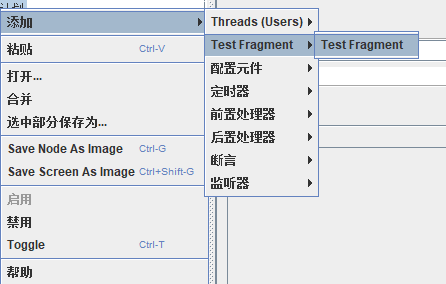 计划
添加
粘贴 Ctrl-V
打开...
合并
选中部分保存为...
Save Node As Image Ctrl-G
Save Screen As Image Ctrl+Shift-G
启用
禁用
Toggle Ctrl-T
帮助
Threads (Users)
Test Fragment
配置元件
定时器
前置处理器
后置处理器
断言
监听器
Test Fragment